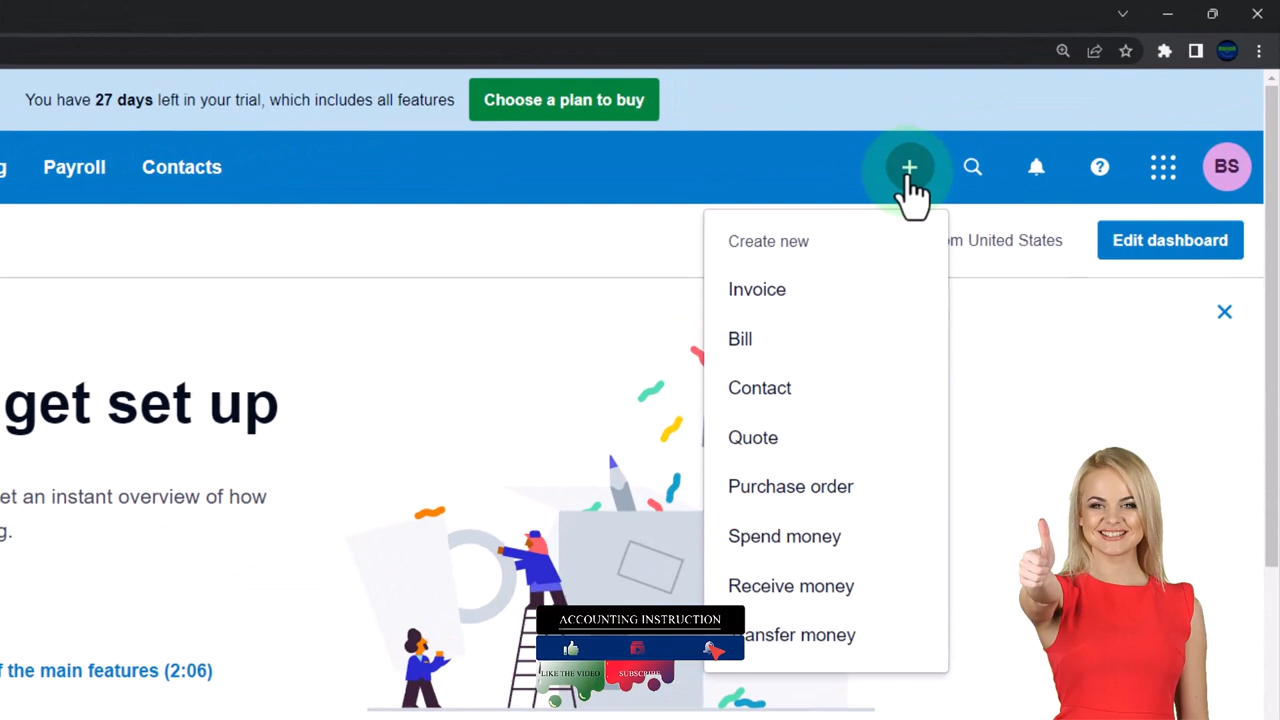 You have 27 days left in your trial, which includes all features
Choose a plan to buy
g Payroll Contacts
+
BS
Create new
Invoice
Bill
Contact
Quote
Purchase order
Spend money
Receive money
ansfer money
om United States
Edit dashboard
get set up
et an instant overview of how
g.
f the main features (2:06)
ACCOUNTING INSTRUCTION
LIKE THE VIDEO
SUBSCRIBE